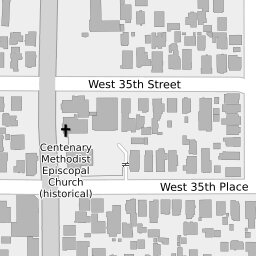 West 35th Street
Centenary
Methodist
Episcopal
Church
(historical)
West 35th Place